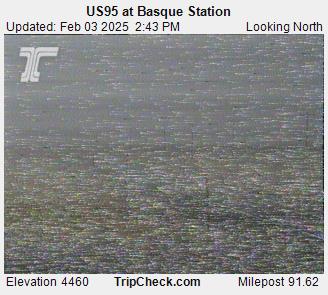 US95 at Basque Station
Updated: Feb 03 2025 2:43 PM Looking North
Elevation 4460 TripCheck.com Milepost 91.62